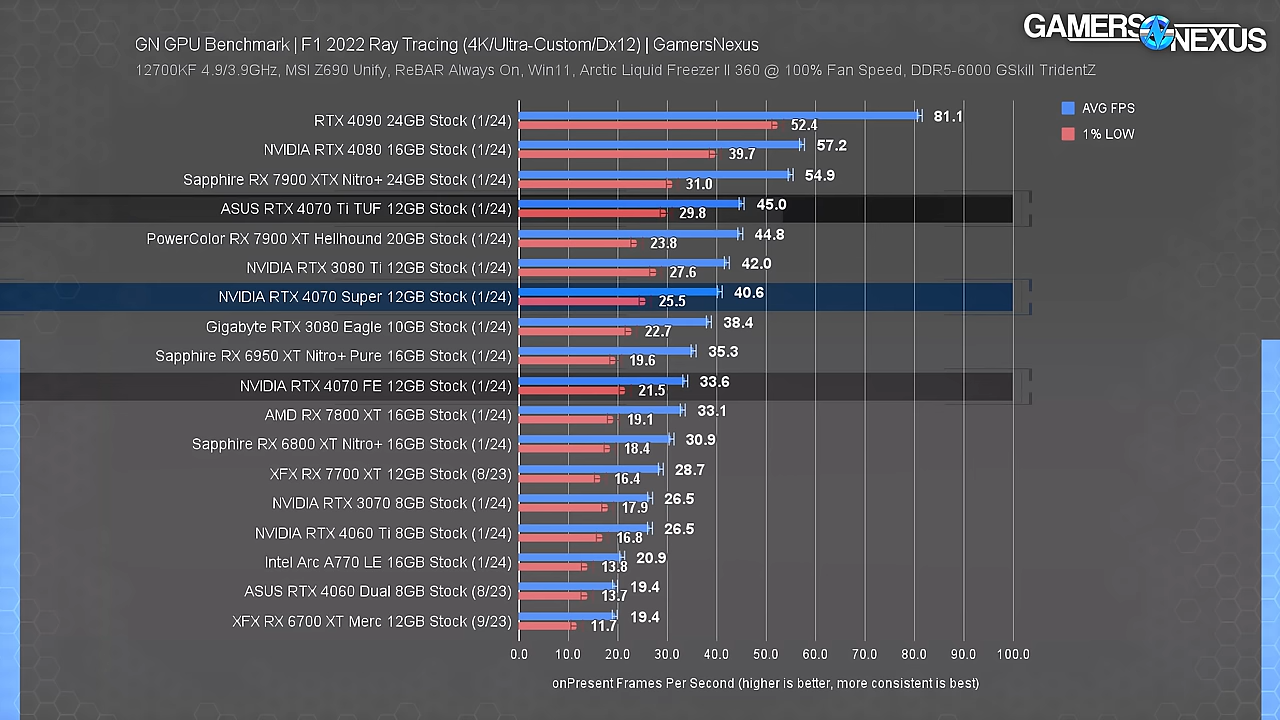 GAMERS NEXUS
GN GPU Benchmark | F1 2022 Ray Tracing (4K/Ultra-Custom/Dx12) | GamersNexus
12700KF 4.9/3.9GHz, MSI Z690 Unify, ReBAR Always On, Win11, Arctic Liquid Freezer II 360 @ 100% Fan Speed, DDR5-6000 GSkill TridentZ
AVG FPS
1% LOW
RTX 4090 24GB Stock (1/24) 81.1 52.4
NVIDIA RTX 4080 16GB Stock (1/24) 57.2 39.7
Sapphire RX 7900 XTX Nitro+ 24GB Stock (1/24) 54.9 31.0
ASUS RTX 4070 Ti TUF 12GB Stock (1/24) 45.0 29.8
PowerColor RX 7900 XT Hellhound 20GB Stock (1/24) 44.8 23.8
NVIDIA RTX 3080 Ti 12GB Stock (1/24) 42.0 27.6
NVIDIA RTX 4070 Super 12GB Stock (1/24) 40.6 25.5
Gigabyte RTX 3080 Eagle 10GB Stock (1/24) 38.4 22.7
Sapphire RX 6950 XT Nitro+ Pure 16GB Stock (1/24) 35.3 19.6
NVIDIA RTX 4070 FE 12GB Stock (1/24) 33.6 21.5
AMD RX 7800 XT 16GB Stock (1/24) 33.1 19.1
Sapphire RX 6800 XT Nitro+ 16GB Stock (1/24) 30.9 18.4
XFX RX 7700 XT 12GB Stock (8/23) 28.7 16.4
NVIDIA RTX 3070 8GB Stock (1/24) 26.5 17.9
NVIDIA RTX 4060 Ti 8GB Stock (1/24) 26.5 16.8
Intel Arc A770 LE 16GB Stock (1/24) 20.9 13.8
ASUS RTX 4060 Dual 8GB Stock (8/23) 19.4 13.7
XFX RX 6700 XT Merc 12GB Stock (9/23) 19.4 11.7
0.0 10.0 20.0 30.0 40.0 50.0 60.0 70.0 80.0 90.0 100.0
onPresent Frames Per Second (higher is better, more consistent is best)